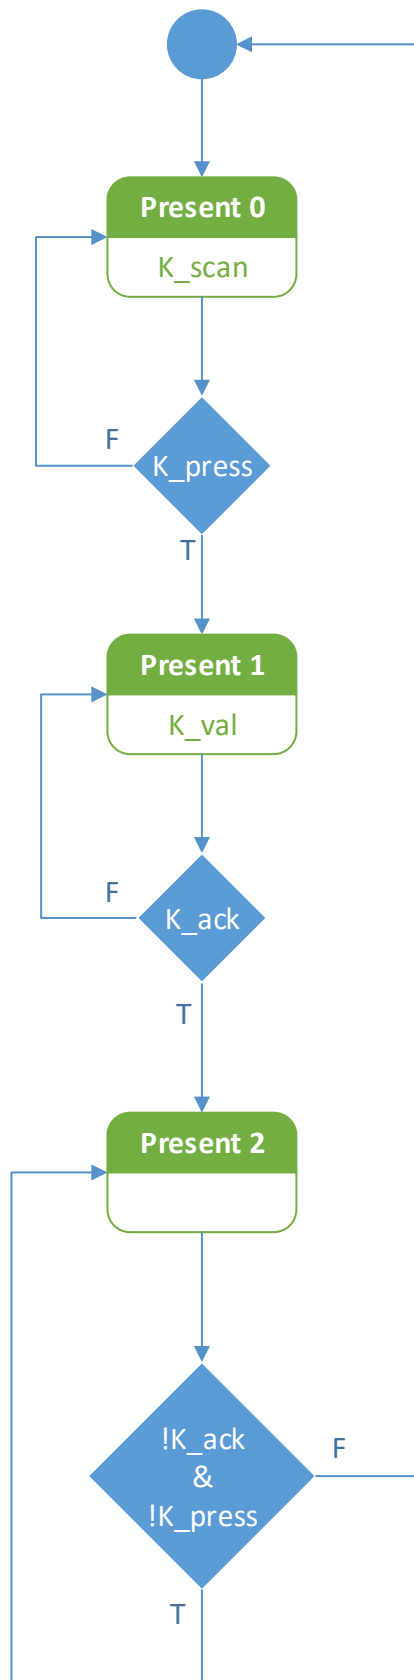 Present 0
K_scan
F
K_press
T
Present 1
K_val
F
K_ack
T
Present 2
!K_ack
&
!K_press
F
T